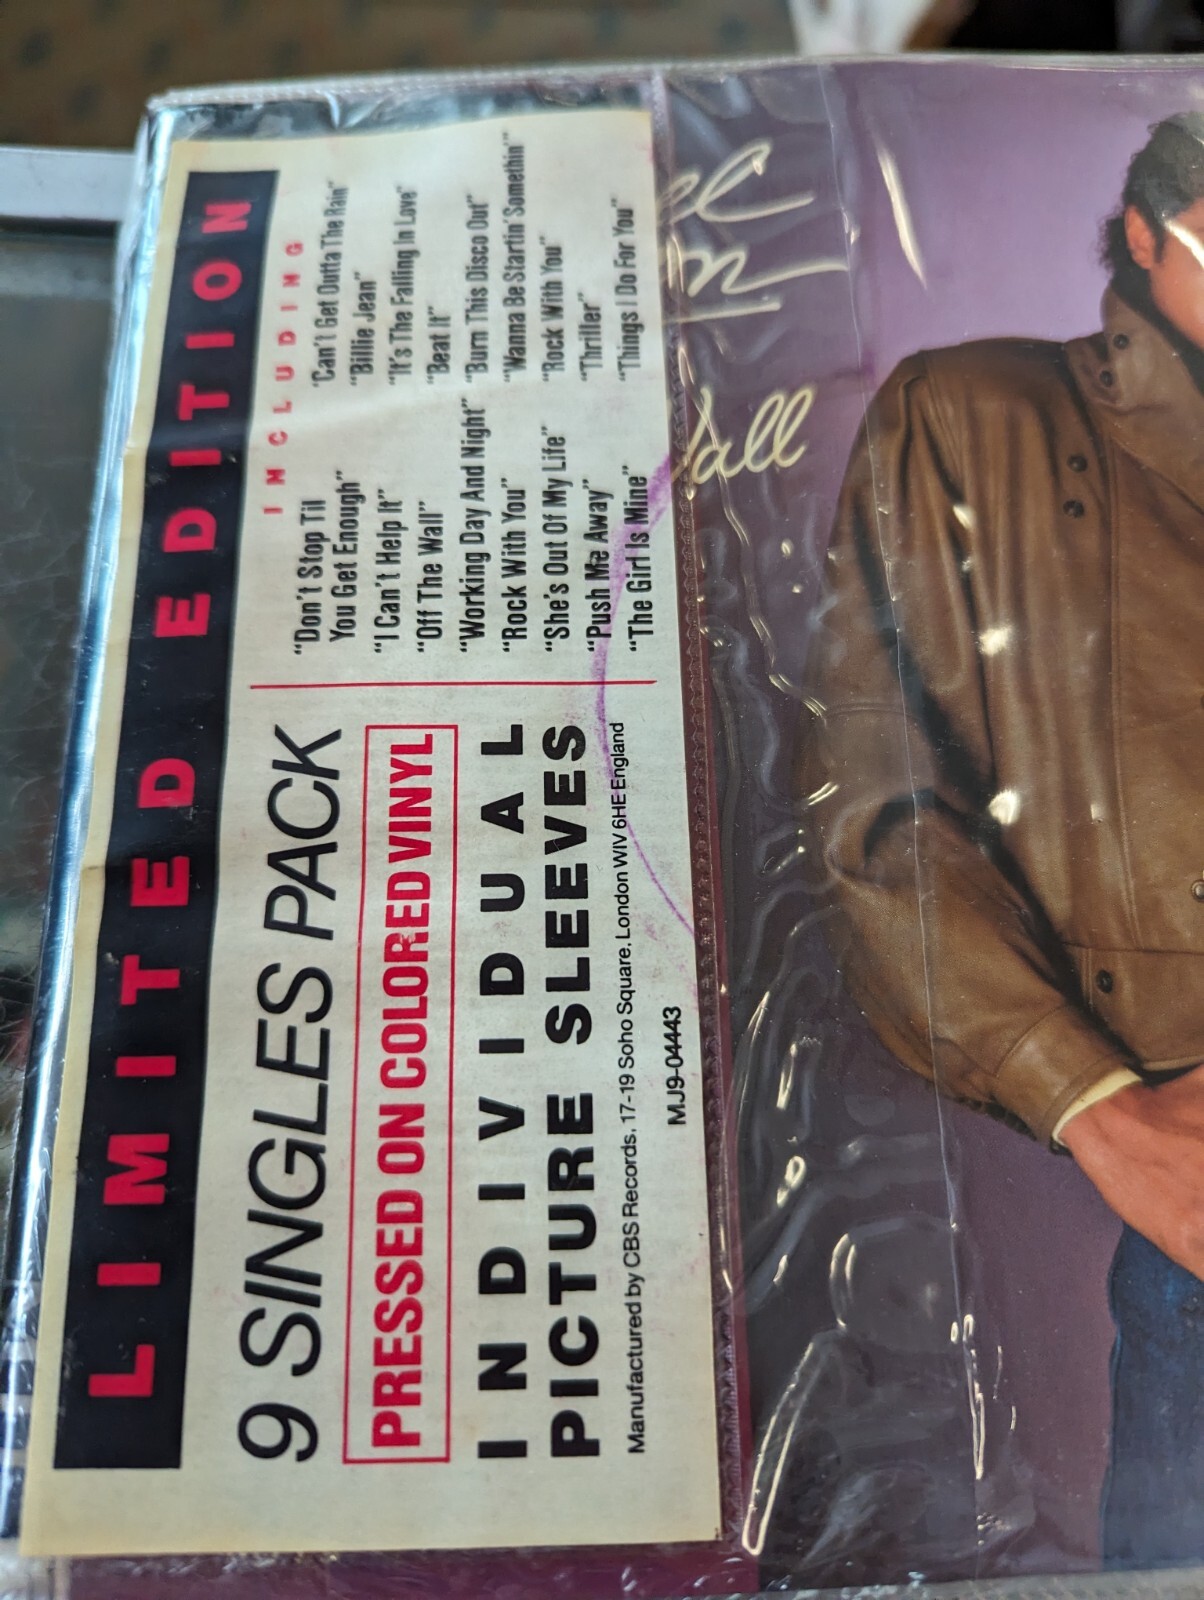 LIMITED EDITION
INCLUDING
9 SINGLES PACK
PRESSED ON COLORED VINYL
INDIVIDUAL
PICTURE SLEEVES
Manufactured by CBS Records, 17-19 Soho Square, London WIV 6HE England
MJ9-04443
"Don't Stop Til
You Get Enough"
"I Can't Help It"
"Off The Wall"
"Working Day And Night"
"Rock With You"
"She's Out Of My Life"
"Push Me Away"
"The Girl Is Mine"
'Can't Get Outta The Rain"
"Billie Jean"
"It's The Falling In Love"
"Beat It"
"Burn This Disco Out"
"Wanna Be Startin' Somethin'"
"Rock With You"
"Thriller"
"Things I Do For You"